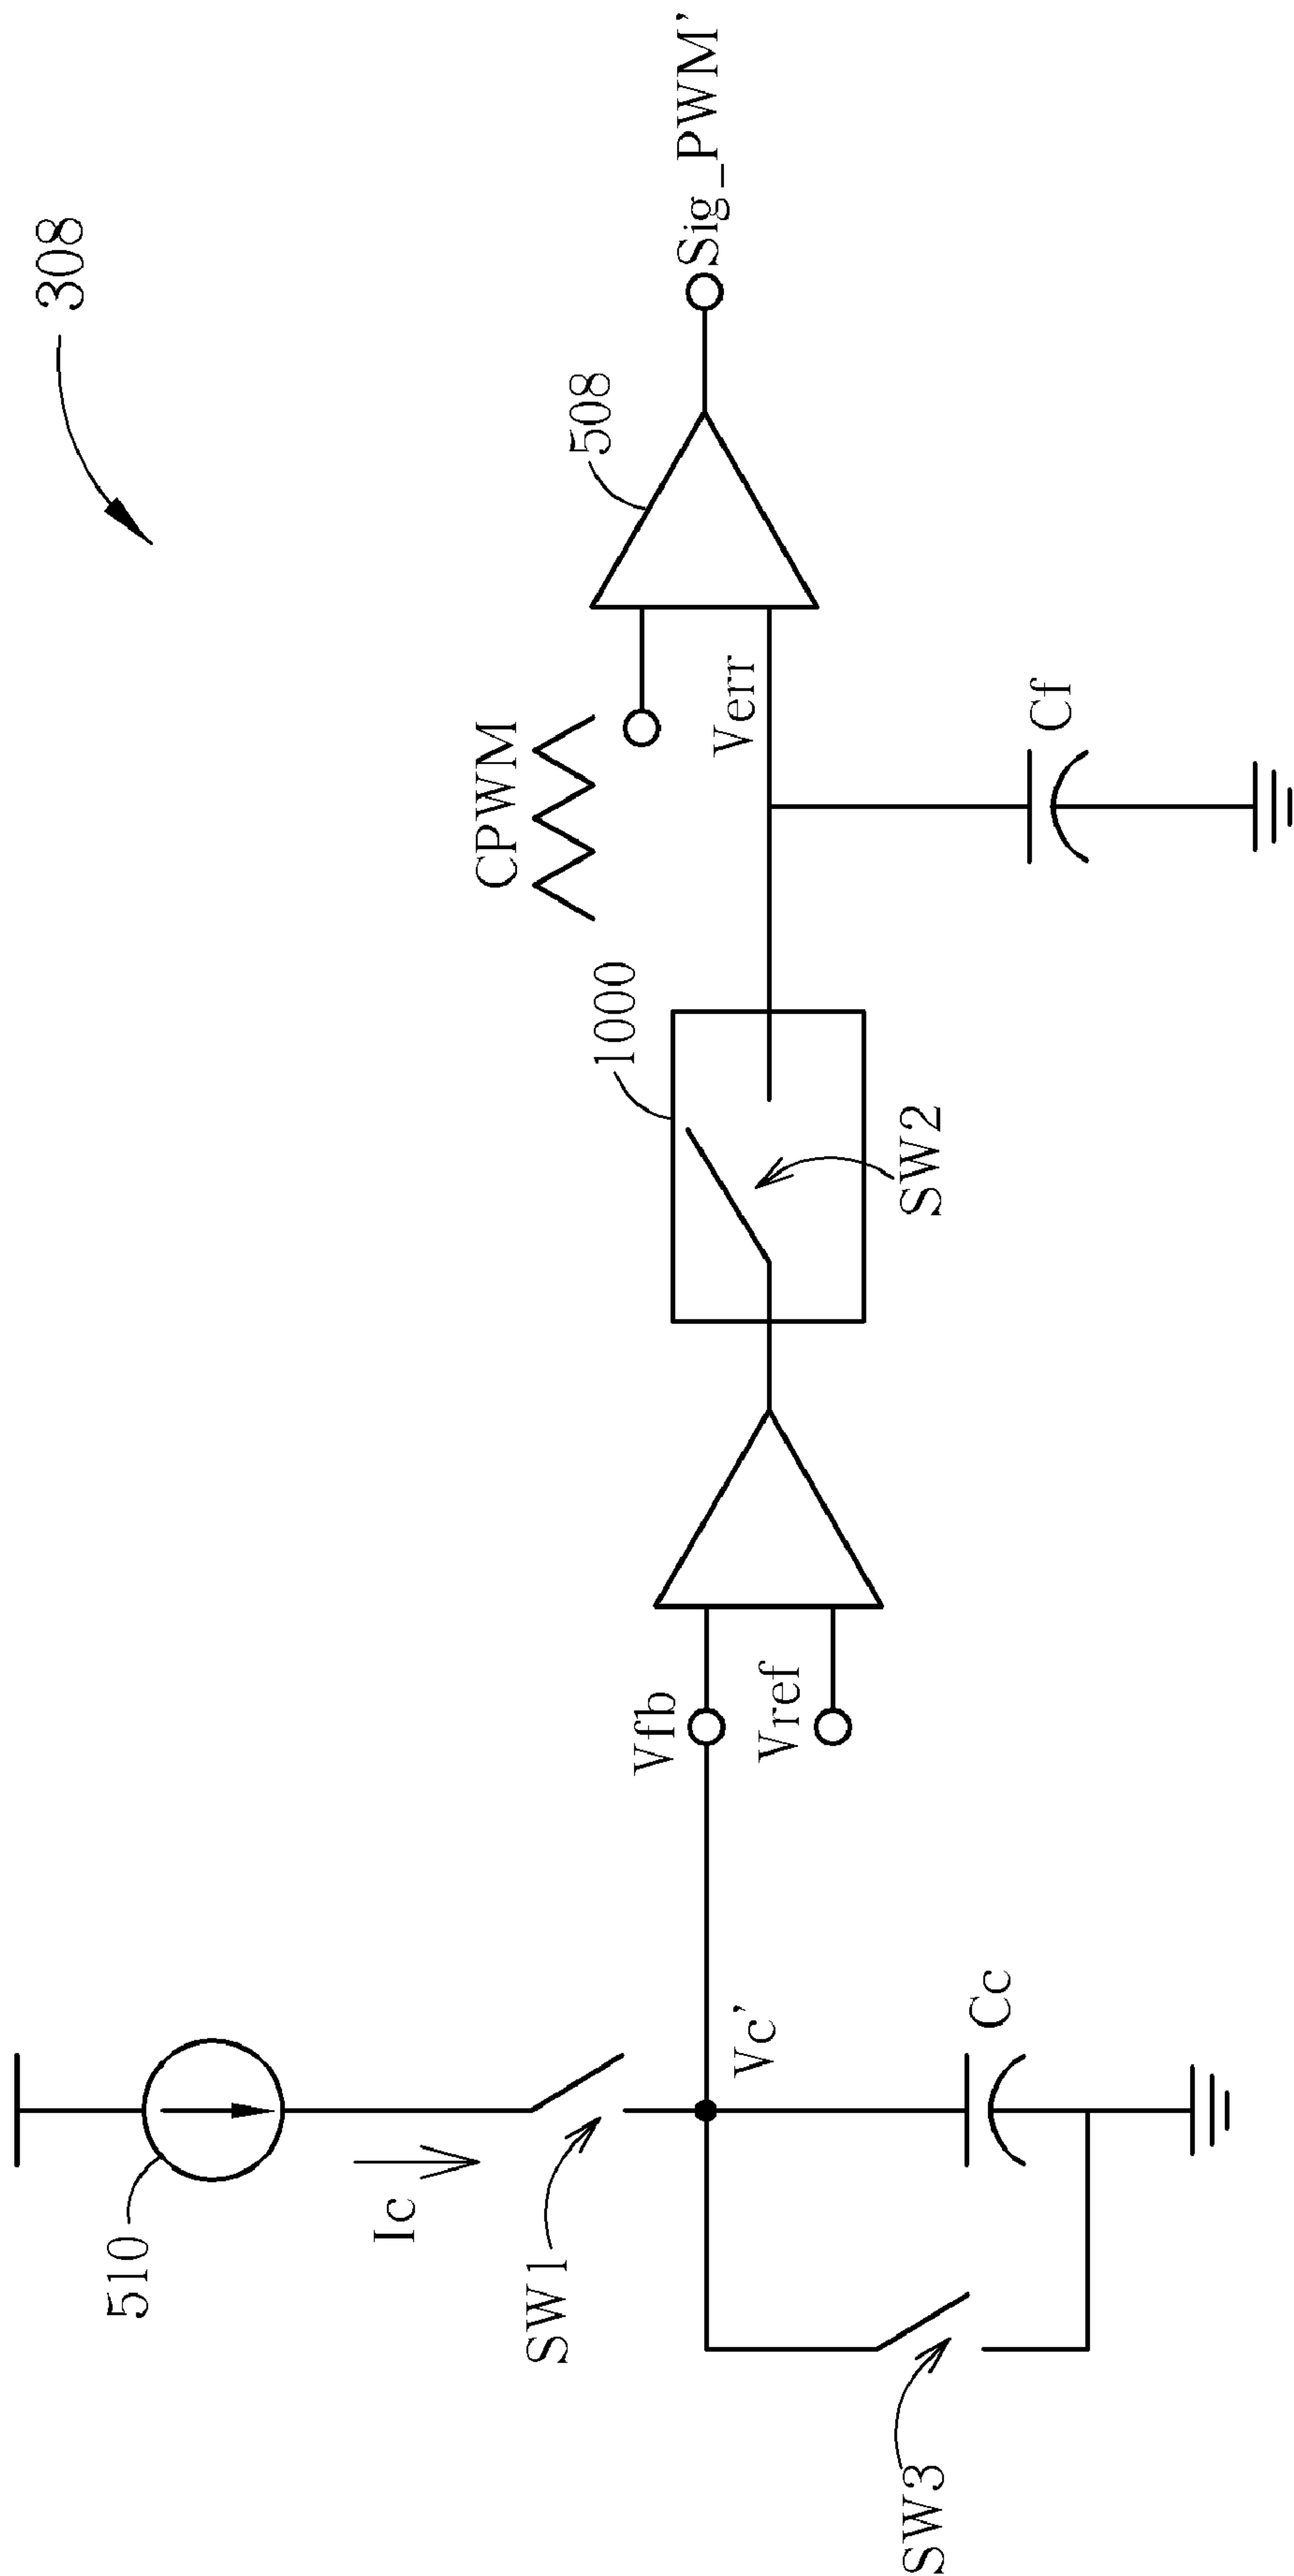 308
510
Ic
SW1
SW3
Vc'
Cc
Vfb
Vref
1000
SW2
CPWM
Verr
Cf
508
Sig_PWM'